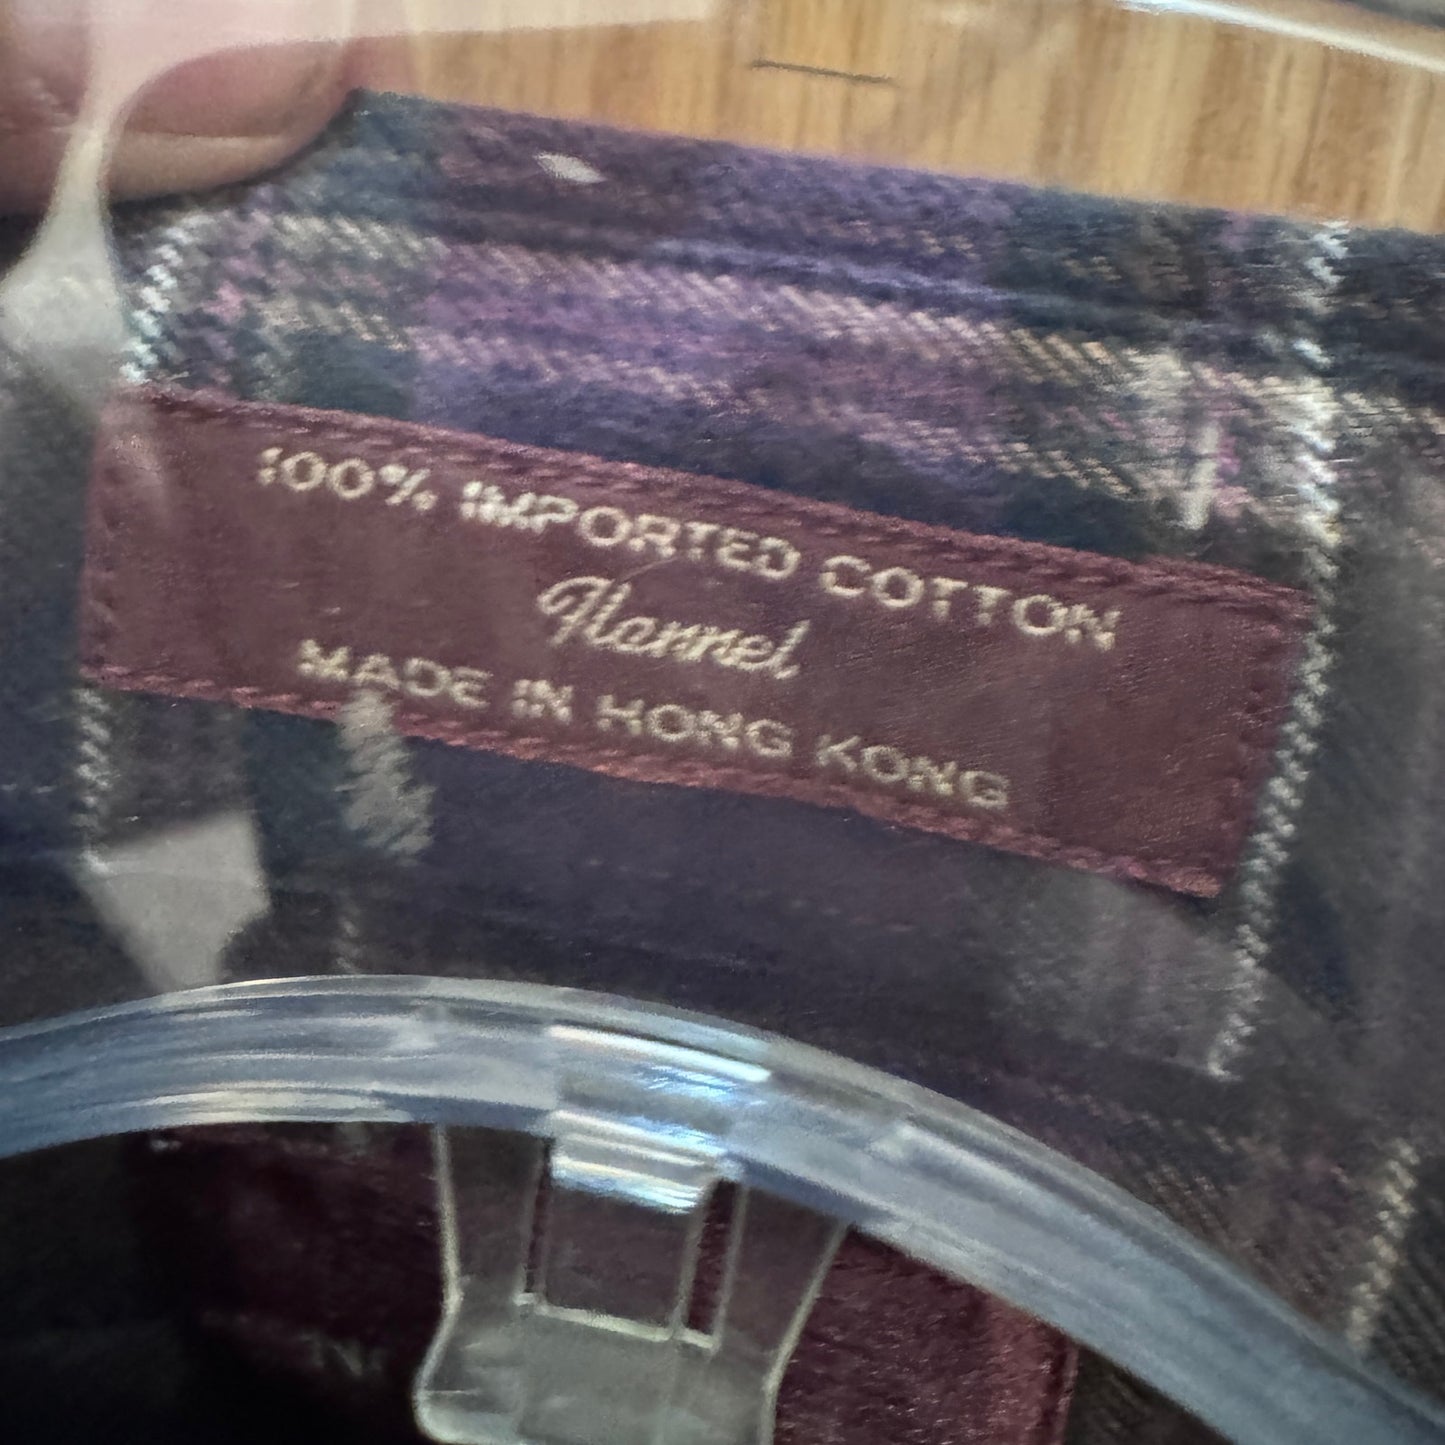 100% IMPORTED COTTON
Flannel
MADE IN HONG KONG